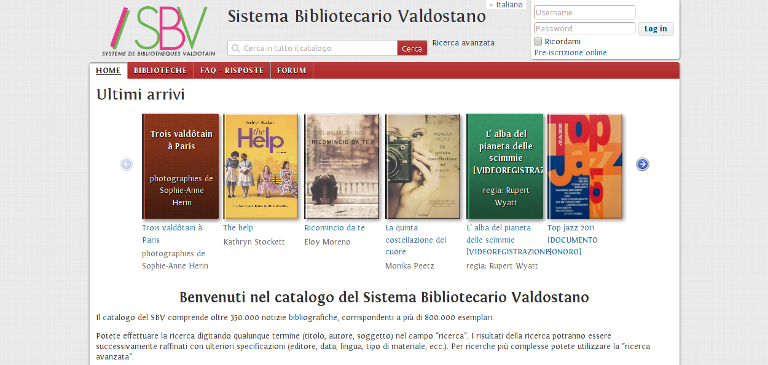 SBV
SYSTEME DE BIBLIOTHEQUES VALDOTAIN
Sistema Bibliotecario Valdostano
Italiano
Cerca in tutto il catalogo
Cerca
Ricerca avanzata
Username
Password
Log in
Ricordami
Pre-iscrizione online
HOME
BIBLIOTECHE
FAQ - RISPOSTE
FORUM
Ultimi arrivi
Trois valdôtain
à Paris
photographies de
Sophie-Anne
Herin
Kathryn Stockett
the
Help
ELOY MORENO
RICOMINCIO DA TE
MONIKA PEETZ
La quinta
costellazione del
cuore
L' alba del
pianeta delle
scimmie
[VIDEOREGISTRAZ
regia: Rupert
Wyatt
Top
Jazz
Trois valdôtain à
Paris
photographies de
Sophie-Anne Herin
The help
Kathryn Stockett
Ricomincio da te
Eloy Moreno
La quinta
costellazione del
cuore
Monika Peetz
L' alba del pianeta
delle scimmie
[VIDEOREGISTRAZIONE]
regia: Rupert Wyatt
Top jazz 2011
[DOCUMENTO
SONORO]
Benvenuti nel catalogo del Sistema Bibliotecario Valdostano
Il catalogo del SBV comprende oltre 350.000 notizie bibliografiche, corrispondenti a più di 800.000 esemplari.
Potete effettuare la ricerca digitando qualunque termine (titolo, autore, soggetto) nel campo "ricerca". I risultati della ricerca potranno essere
successivamente raffinati con ulteriori specificazioni (editore, data, lingua, tipo di materiale, ecc.). Per ricerche più complesse potete utilizzare la "ricerca
avanzata".